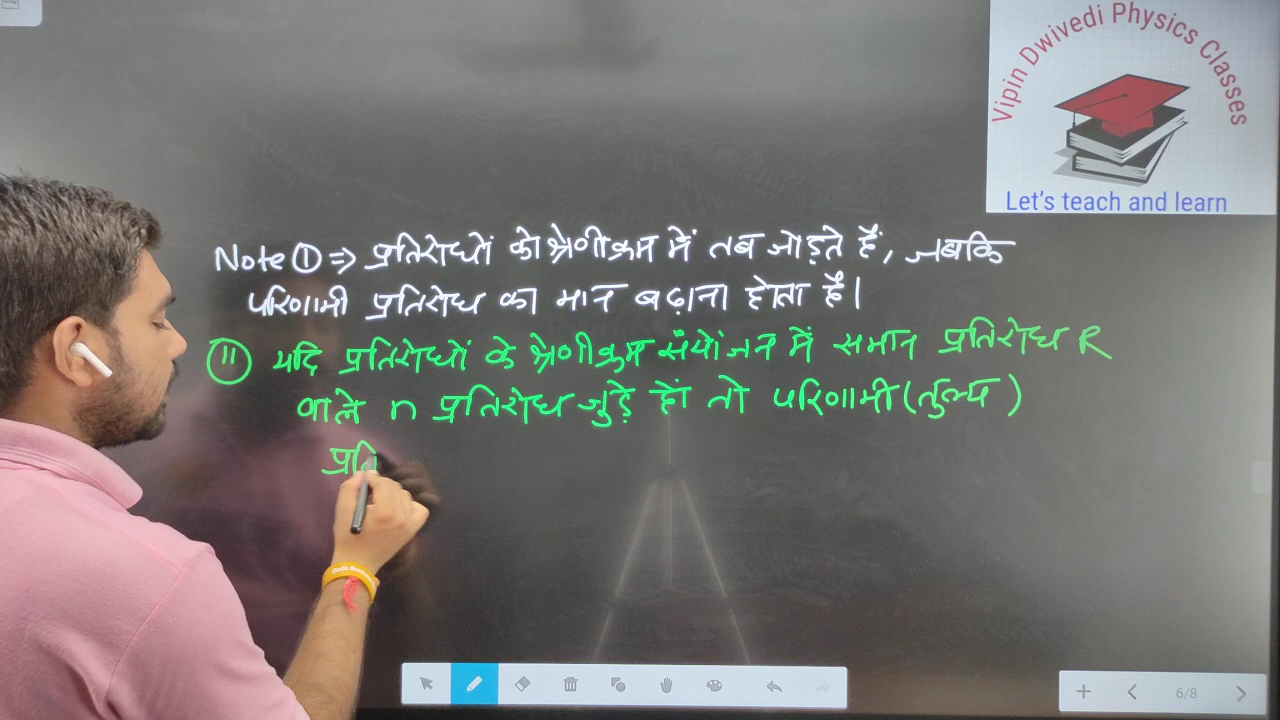 Vipin Dwivedi Physics Classes
Let's teach and learn
Note ① ⇒ प्रतिरोधों को श्रेणीक्रम में तब जोड़ते हैं, जबकि
परिणामी प्रतिरोध का मान बढ़ाना होता है।
(II) यदि प्रतिरोधों के श्रेणीक्रम संयोजन में समान प्रतिरोध R
वाले n प्रतिरोध जुड़े हों तो परिणामी (तुल्य)
प्रति
6/8